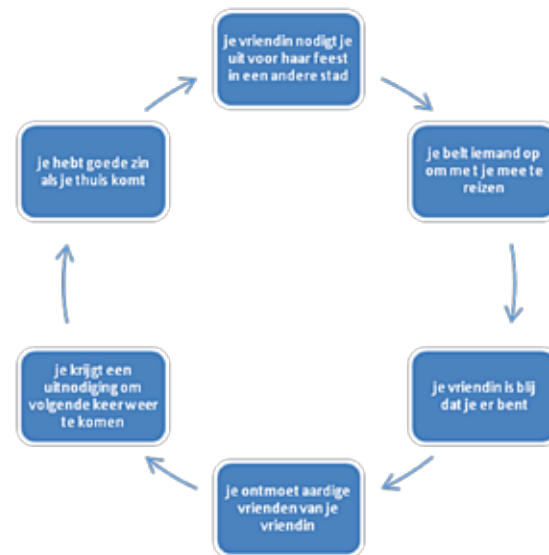 je vriendin nodigt je
uit voor haar feest
in een andere stad
je belt iemand op
om met je mee te
reizen
je vriendin is blij
dat je er bent
je ontmoet aardige
vrienden van je
vriendin
je krijgt een
uitnodiging om
volgende keer weer
te komen
je hebt goede zin
als je thuis komt